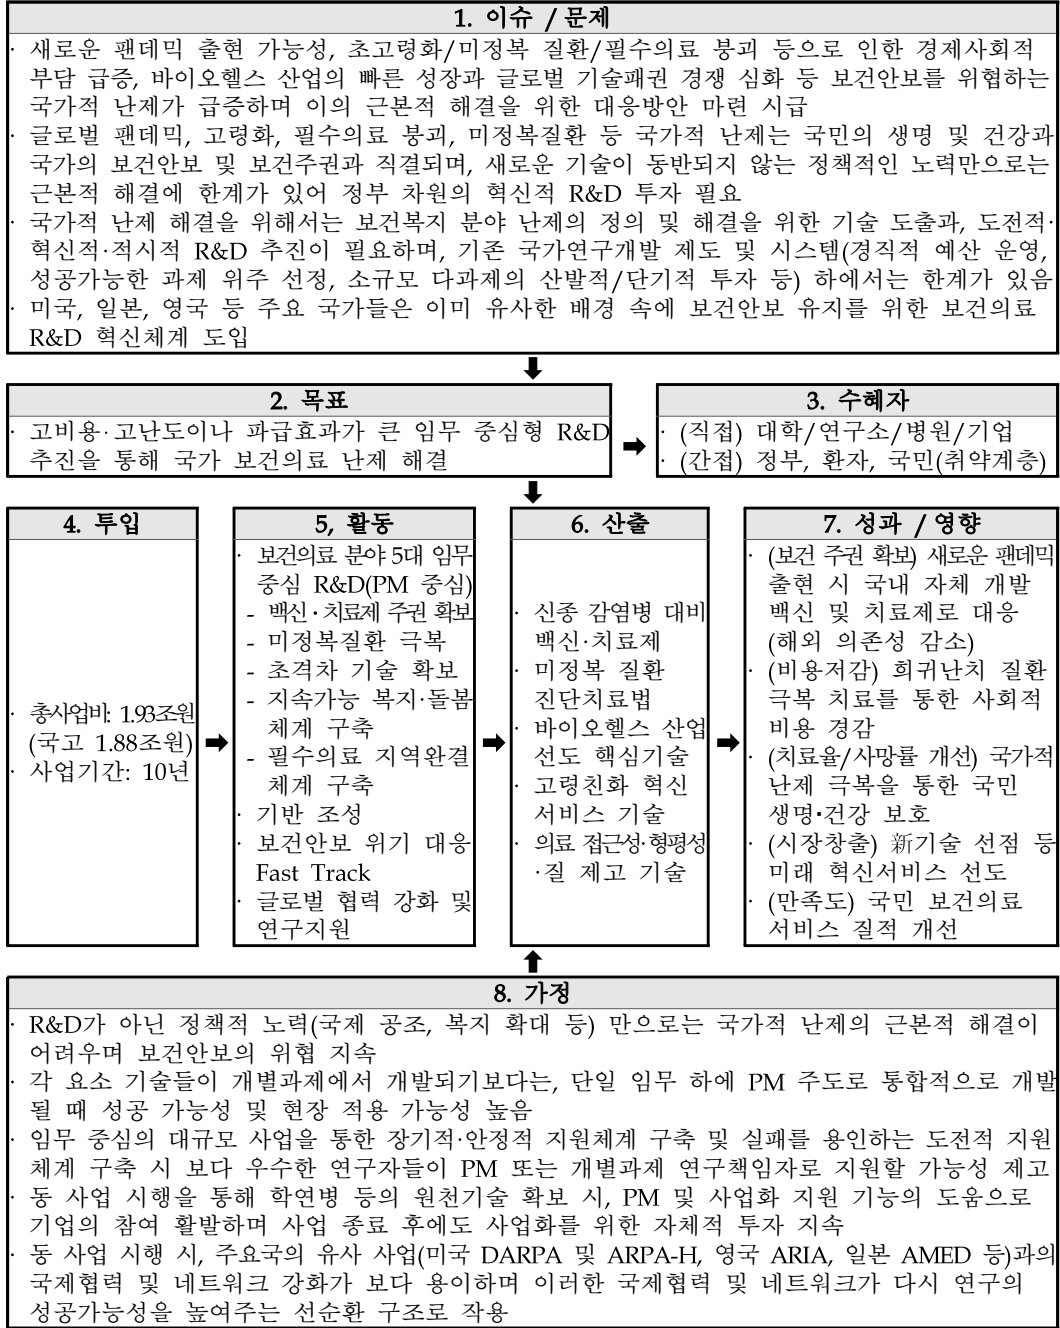 1. 이슈 / 문제
· 새로운 팬데믹 출현 가능성, 초고령화/미정복 질환/필수의료 붕괴 등으로 인한 경제사회적
부담 급증, 바이오헬스 산업의 빠른 성장과 글로벌 기술패권 경쟁 심화 등 보건안보를 위협하는
국가적 난제가 급증하며 이의 근본적 해결을 위한 대응방안 마련 시급
· 글로벌 팬데믹, 고령화, 필수의료 붕괴, 미정복질환 등 국가적 난제는 국민의 생명 및 건강과
국가의 보건안보 및 보건주권과 직결되며, 새로운 기술이 동반되지 않는 정책적인 노력만으로는
근본적 해결에 한계가 있어 정부 차원의 혁신적 R&D 투자 필요
· 국가적 난제 해결을 위해서는 보건복지 분야 난제의 정의 및 해결을 위한 기술 도출과, 도전적·
혁신적·적시적 R&D 추진이 필요하며, 기존 국가연구개발 제도 및 시스템(경직적 예산 운영,
성공가능한 과제 위주 선정, 소규모 다과제의 산발적/단기적 투자 등) 하에서는 한계가 있음
· 미국, 일본, 영국 등 주요 국가들은 이미 유사한 배경 속에 보건안보 유지를 위한 보건의료
R&D 혁신체계 도입
2. 목표
· 고비용·고난도이나 파급효과가 큰 임무 중심형 R&D
추진을 통해 국가 보건의료 난제 해결
3. 수혜자
· (직접) 대학/연구소/병원/기업
· (간접) 정부, 환자, 국민(취약계층)
4. 투입
· 총사업비: 1.93조원
(국고 1.88조원)
· 사업기간: 10년
5, 활동
· 보건의료 분야 5대 임무
중심 R&D(PM 중심)
- 백신·치료제 주권 확보
- 미정복질환 극복
- 초격차 기술 확보
- 지속가능 복지·돌봄
체계 구축
- 필수의료 지역완결
체계 구축
· 기반 조성
· 보건안보 위기 대응
Fast Track
· 글로벌 협력 강화 및
연구지원
6. 산출
· 신종 감염병 대비
백신·치료제
· 미정복 질환
진단치료법
· 바이오헬스 산업
선도 핵심기술
· 고령친화 혁신
서비스 기술
· 의료 접근성·형평성
·질 제고 기술
7. 성과 / 영향
· (보건 주권 확보) 새로운 팬데믹
출현 시 국내 자체 개발
백신 및 치료제로 대응
(해외 의존성 감소)
· (비용저감) 희귀난치 질환
극복 치료를 통한 사회적
비용 경감
· (치료율/사망률 개선) 국가적
난제 극복을 통한 국민
생명·건강 보호
· (시장창출) 新기술 선점 등
미래 혁신서비스 선도
· (만족도) 국민 보건의료
서비스 질적 개선
8. 가정
· R&D가 아닌 정책적 노력(국제 공조, 복지 확대 등) 만으로는 국가적 난제의 근본적 해결이
어려우며 보건안보의 위협 지속
· 각 요소 기술들이 개별과제에서 개발되기보다는, 단일 임무 하에 PM 주도로 통합적으로 개발
될 때 성공 가능성 및 현장 적용 가능성 높음
· 임무 중심의 대규모 사업을 통한 장기적·안정적 지원체계 구축 및 실패를 용인하는 도전적 지원
체계 구축 시 보다 우수한 연구자들이 PM 또는 개별과제 연구책임자로 지원할 가능성 제고
· 동 사업 시행을 통해 학연병 등의 원천기술 확보 시, PM 및 사업화 지원 기능의 도움으로
기업의 참여 활발하며 사업 종료 후에도 사업화를 위한 자체적 투자 지속
· 동 사업 시행 시, 주요국의 유사 사업(미국 DARPA 및 ARPA-H, 영국 ARIA, 일본 AMED 등)과의
국제협력 및 네트워크 강화가 보다 용이하며 이러한 국제협력 및 네트워크가 다시 연구의
성공가능성을 높여주는 선순환 구조로 작용